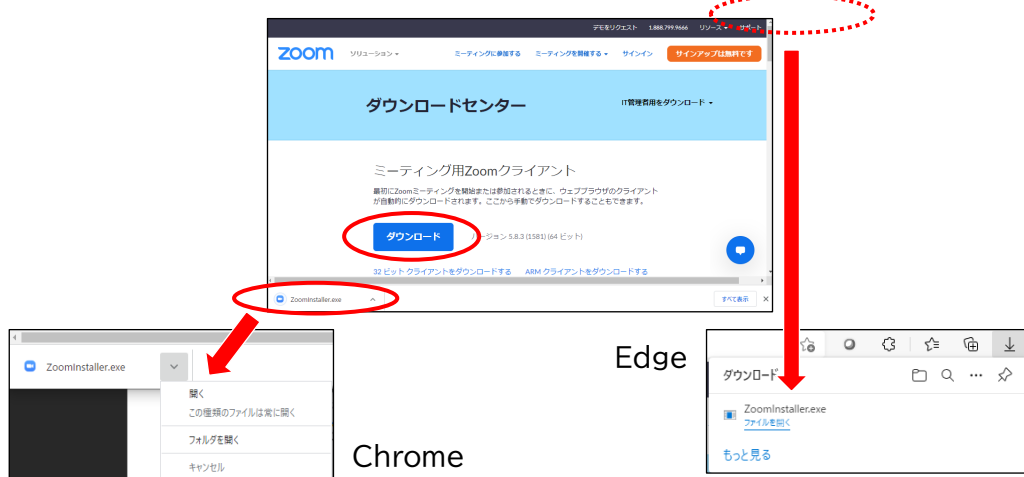 デモをリクエスト 1.888.799.9666 リソース サポート
zoom ソリューション ミーティングに参加する ミーティングを開催する サインイン サインアップは無料です
ダウンロードセンター IT管理者用をダウンロード
ミーティング用Zoomクライアント
最初にZoomミーティングを開始または参加されるときに、ウェブブラウザのクライアント
が自動的にダウンロードされます。ここから手動でダウンロードすることもできます。
ダウンロード バージョン 5.8.3 (1581) (64 ビット)
32 ビット クライアントをダウンロードする ARM クライアントをダウンロードする
ZoomInstaller.exe すべて表示
ZoomInstaller.exe
開く
この種類のファイルは常に開く
フォルダを開く
キャンセル
Chrome
Edge
ダウンロード
ZoomInstaller.exe
ファイルを開く
もっと見る